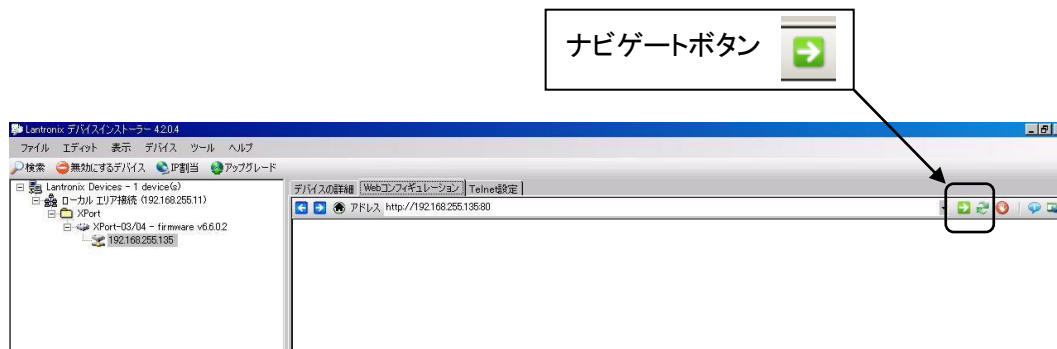 ナビゲートボタン
Lantronix デバイスインストーラー 4.2.0.4
ファイル エディット 表示 デバイス ツール ヘルプ
検索 無効にするデバイス IP割当 アップグレード
Lantronix Devices - 1 device(s)
ローカル エリア接続 (192.168.255.11)
XPort
XPort-03/04 - firmware v6.6.0.2
192.168.255.135
デバイスの詳細 Webコンフィギュレーション Telnet設定
アドレス http://192.168.255.135:80